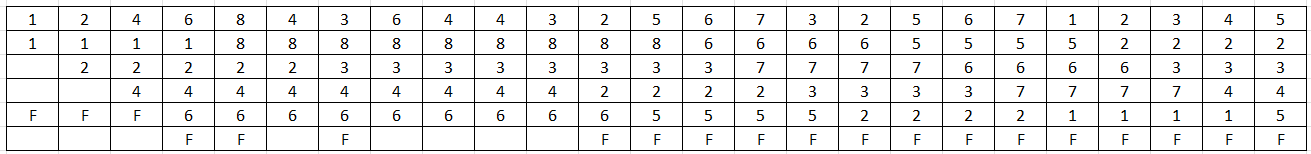 1 2 4 6 8 4 3 6 4 4 3 2 5 6 7 3 2 5 6 7 1 2 3 4 5
1 1 1 1 8 8 8 8 8 8 8 8 8 6 6 6 6 5 5 5 5 2 2 2 2
2 2 2 2 2 3 3 3 3 3 3 3 3 7 7 7 7 6 6 6 6 3 3 3
4 4 4 4 4 4 4 4 4 2 2 2 2 3 3 3 3 7 7 7 7 4 4
F F F 6 6 6 6 6 6 6 6 6 5 5 5 5 2 2 2 2 1 1 1 1 5
F F F F F F F F F F F F F F F F F